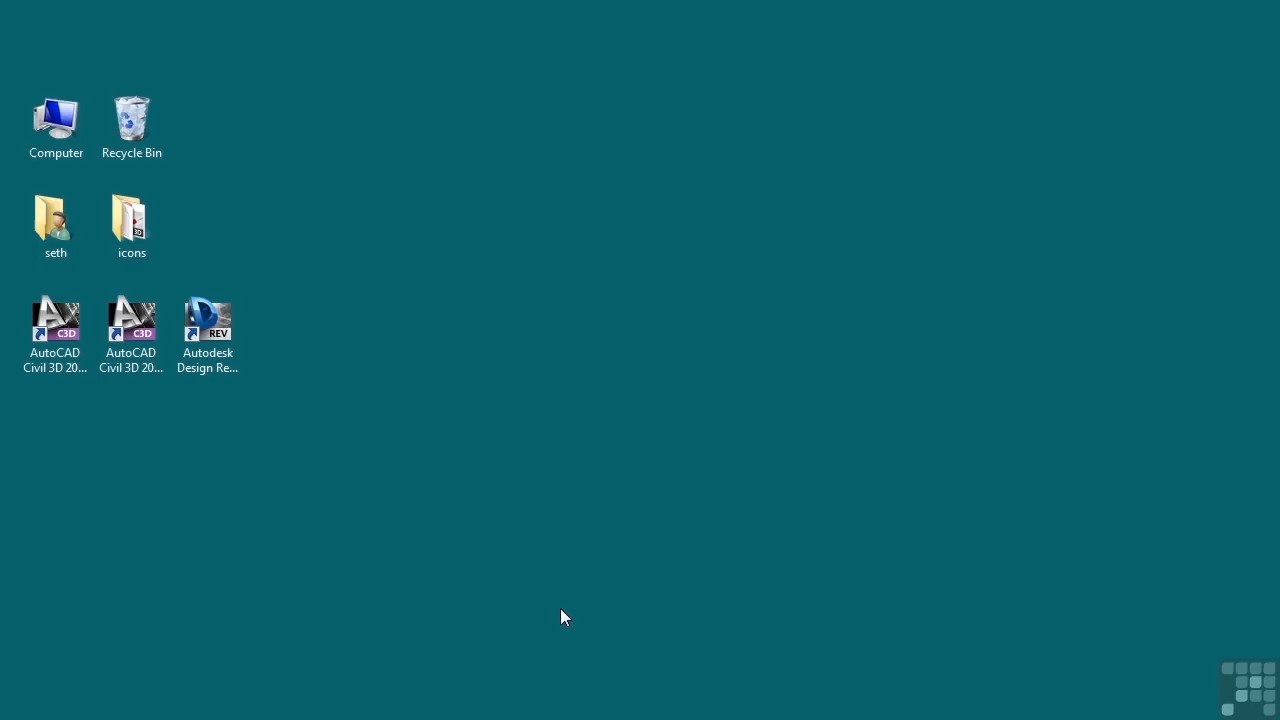 Computer
Recycle Bin
seth
icons
3D
C3D
C3D
REV
AutoCAD
Civil 3D 20...
AutoCAD
Civil 3D 20...
Autodesk
Design Re...